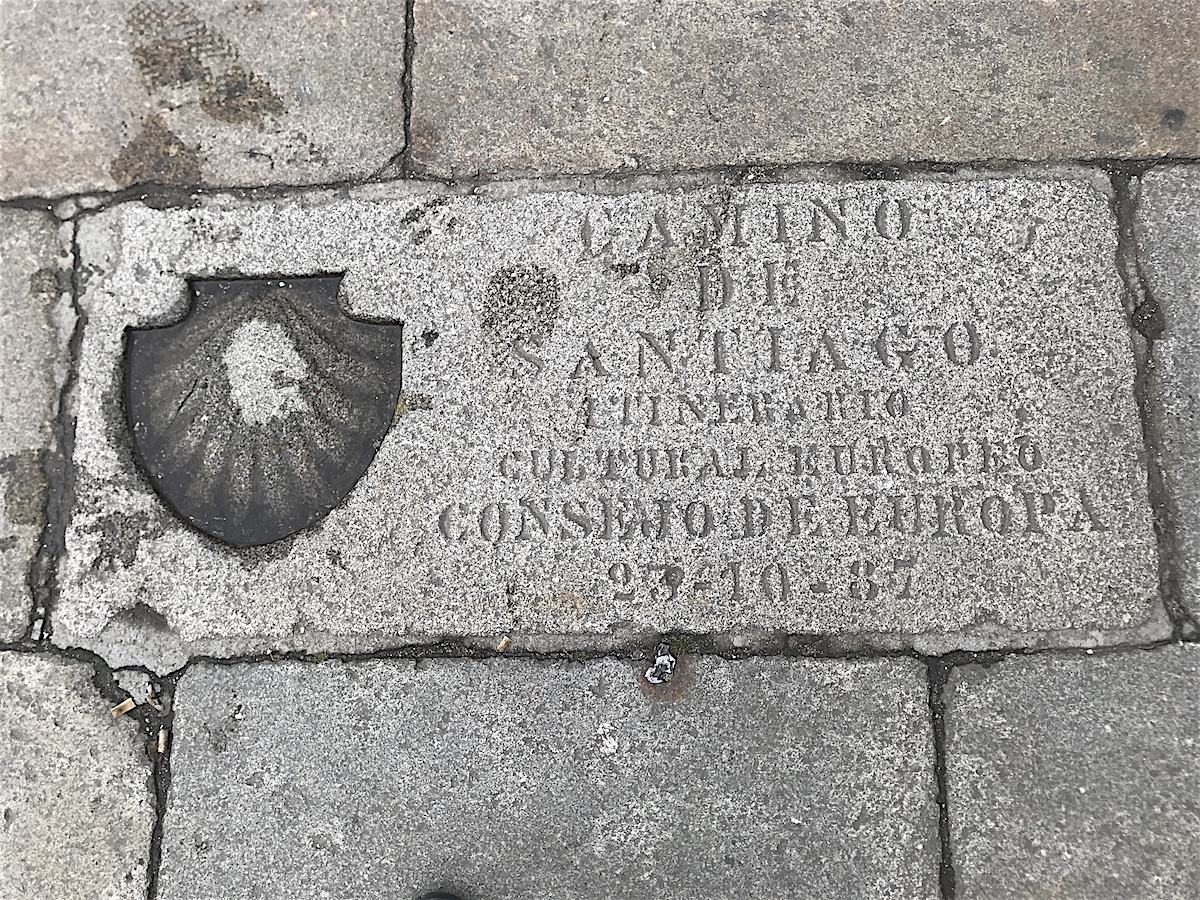 CAMINO
DE
SANTIAGO
ITINERARIO
CULTURAL EUROPEO
CONSEJO DE EUROPA
23-10-87